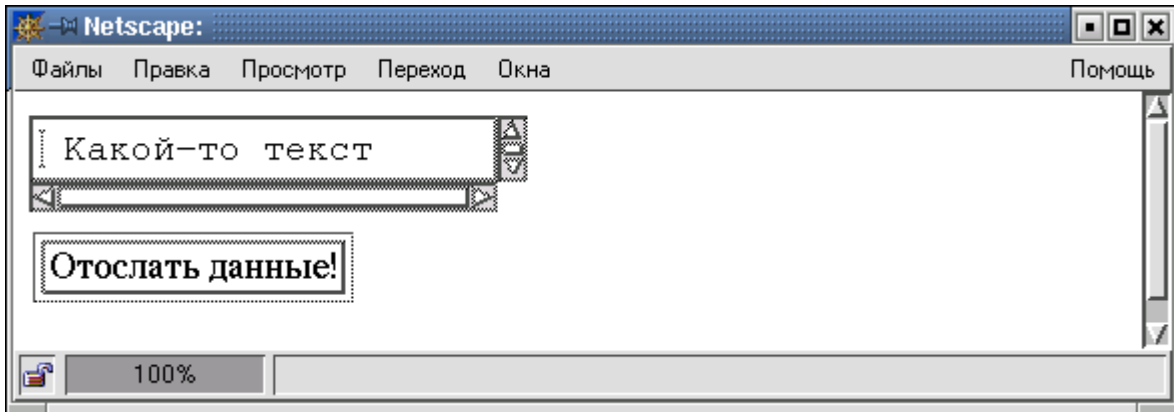 Netscape:
Файлы Правка Просмотр Переход Окна Помощь
Какой-то текст
Отослать данные!
100%